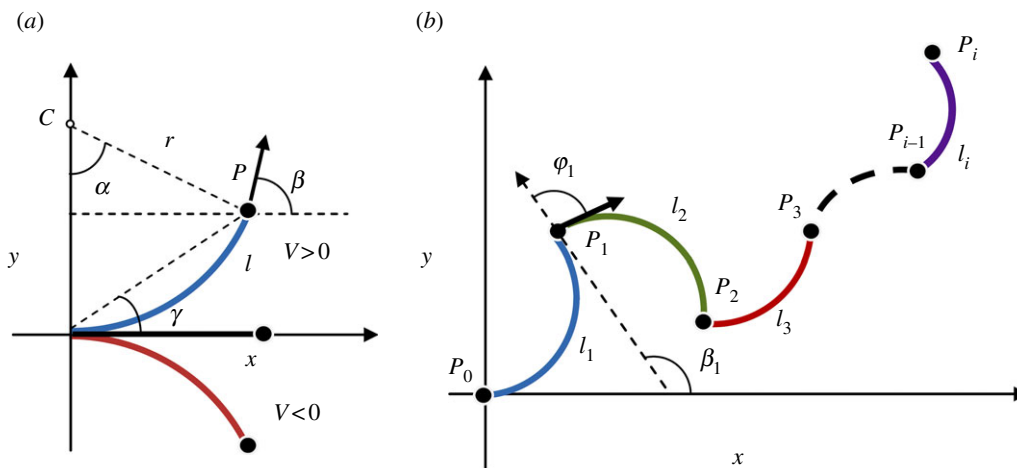 (a)
(b)
C
r
α
P
β
V>0
y
l
γ
x
V<0
P_i
P_{i–1}
l_i
φ_1
P_1
l_2
P_3
y
P_2
l_3
l_1
P_0
β_1
x